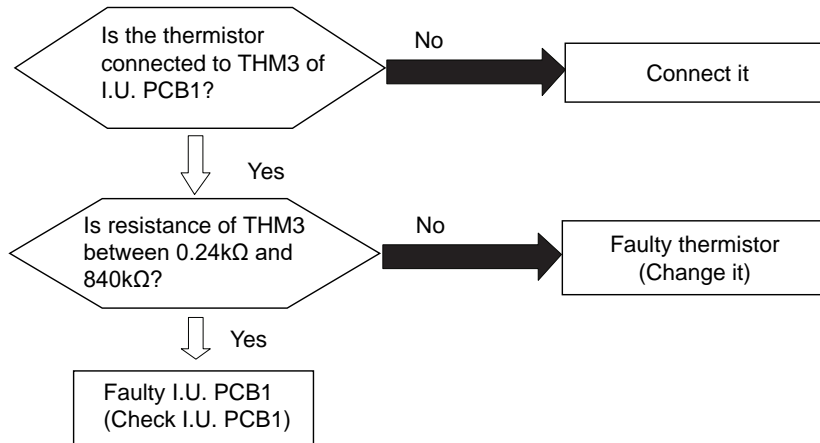 Is the thermistor
connected to THM3 of
I.U. PCB1?
No
Connect it
Yes
Is resistance of THM3
between 0.24kΩ and
840kΩ?
No
Faulty thermistor
(Change it)
Yes
Faulty I.U. PCB1
(Check I.U. PCB1)